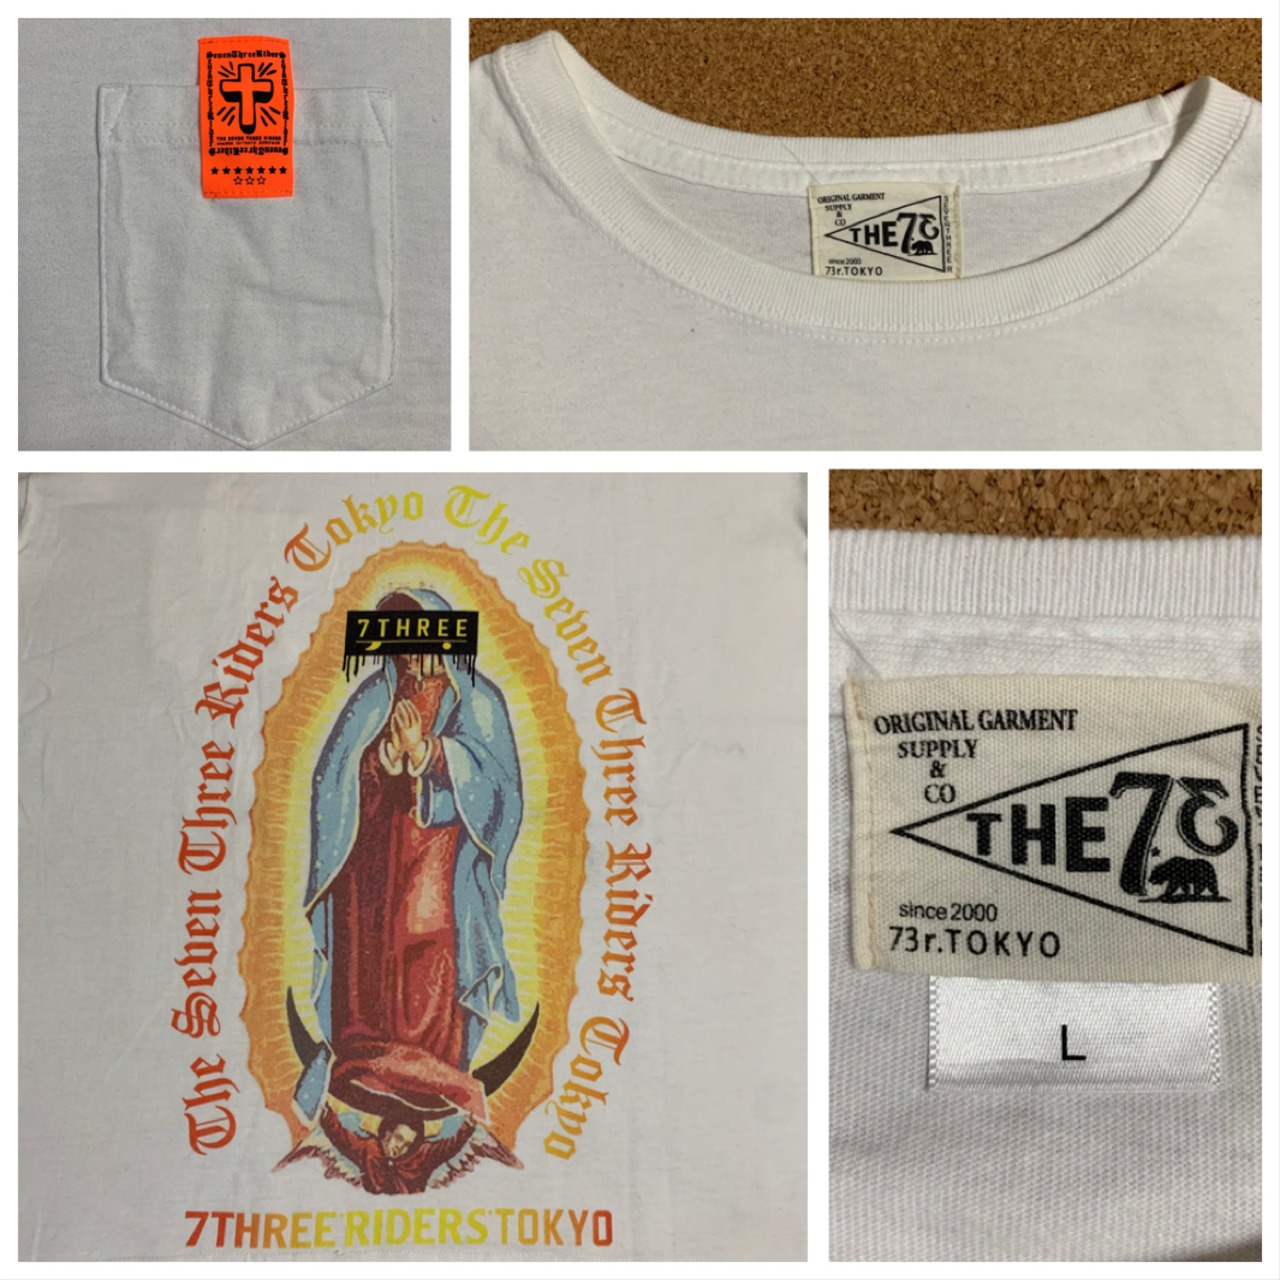 SevenThreeRiderS
THE SEVEN THREE RIDERS
SevenThreeRiderS
ORIGINAL GARMENT
SUPPLY
&
CO
THE 73
since 2000
73r.TOKYO
The Seven Three Riders Tokyo The Seven Three Riders Tokyo
7THREE
7THREE RIDERS TOKYO
ORIGINAL GARMENT
SUPPLY
&
CO
THE 73
since 2000
73r.TOKYO
L